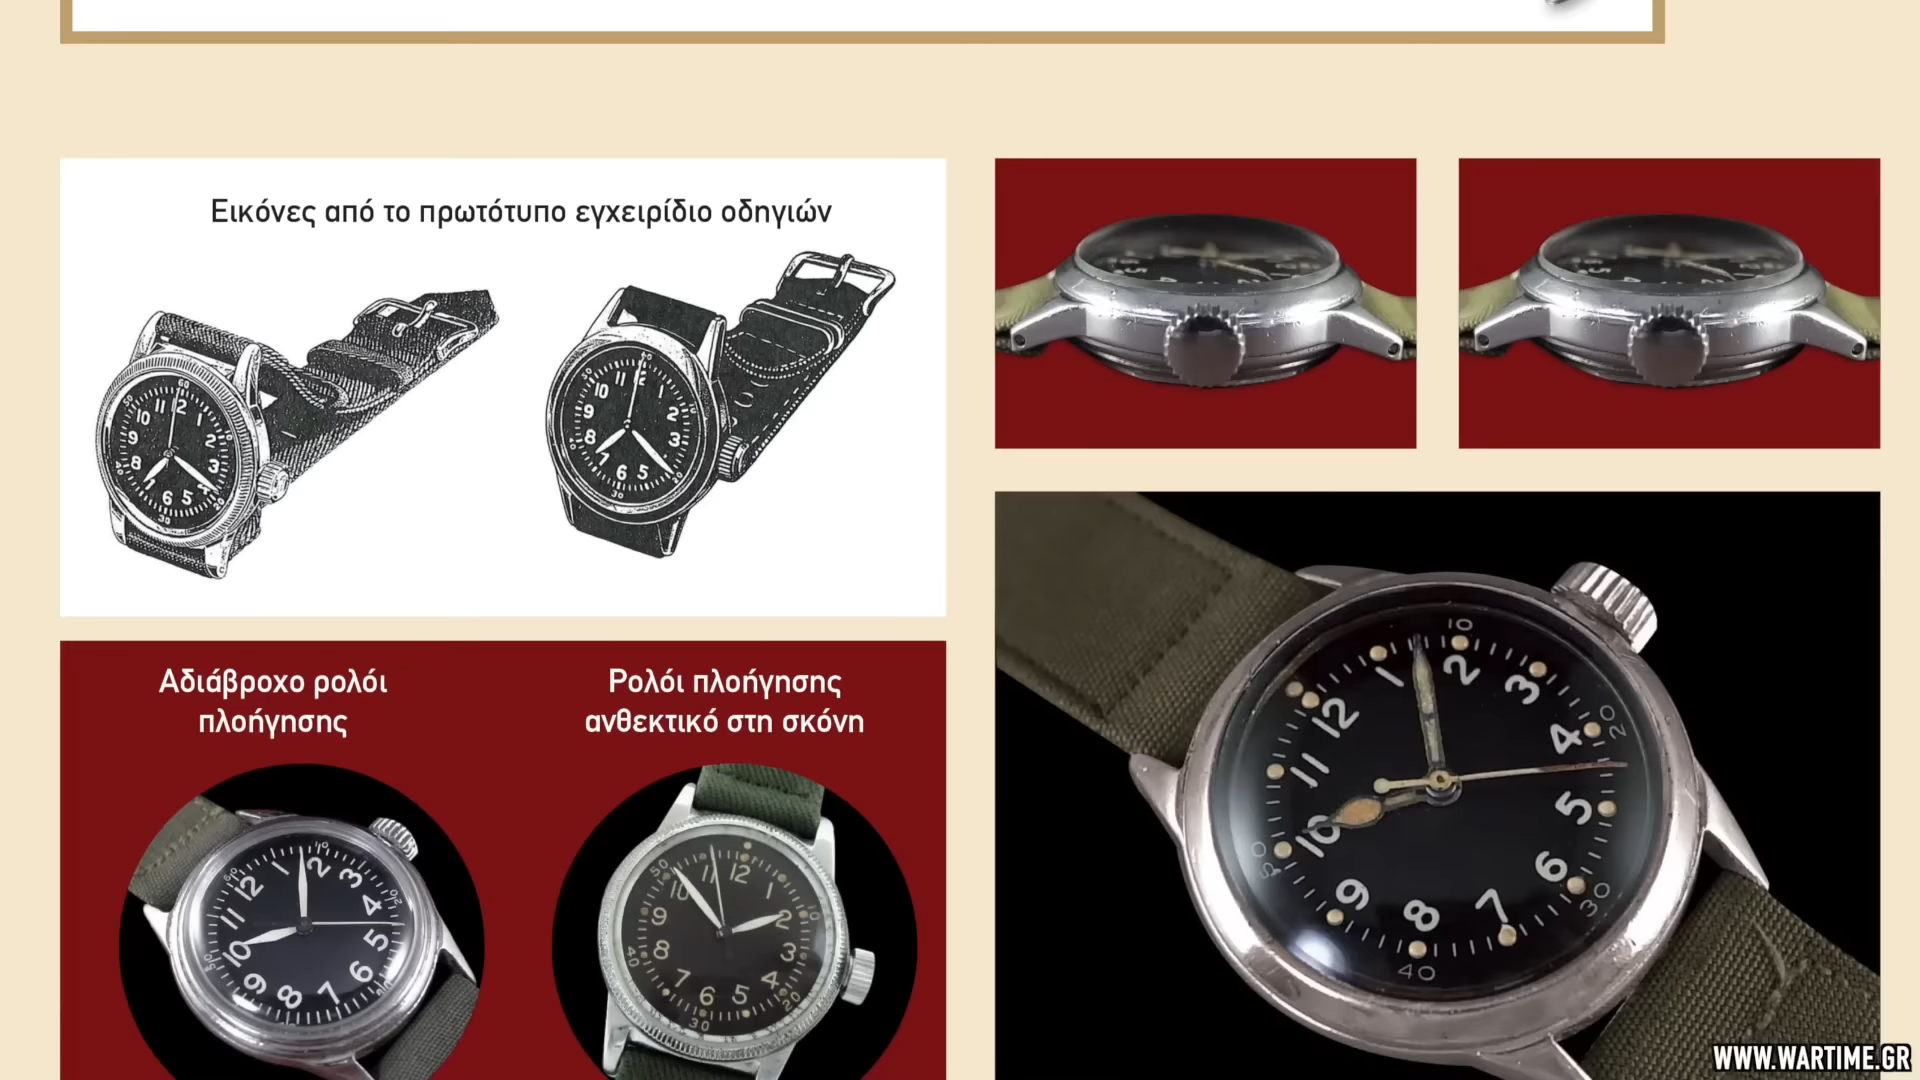 Εικόνες από το πρωτότυπο εγχειρίδιο οδηγιών
Αδιάβροχο ρολόι
πλοήγησης
Ρολόι πλοήγησης
ανθεκτικό στη σκόνη
WWW.WARTIME.GR